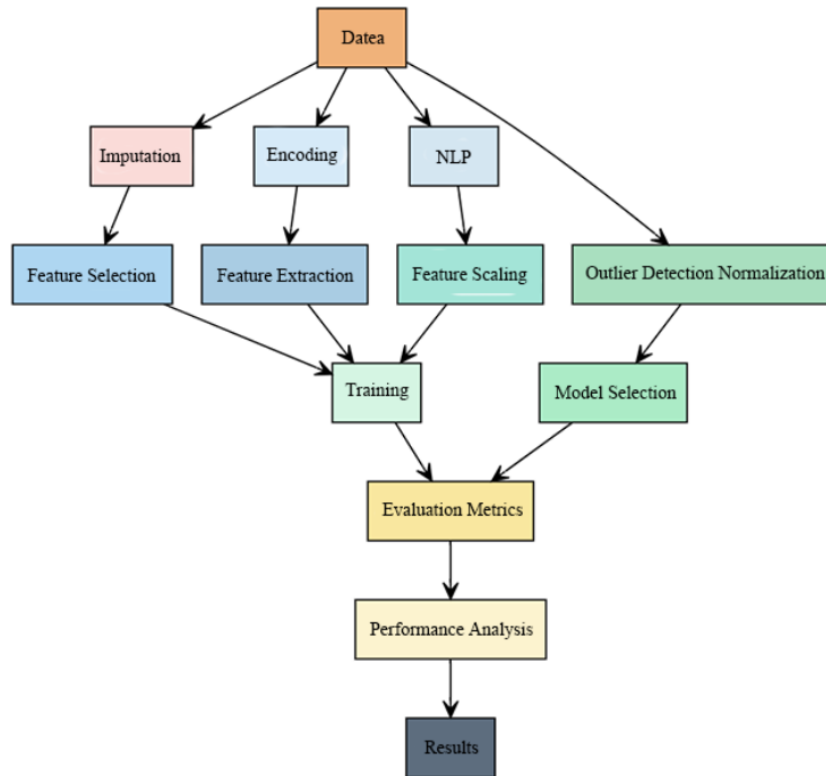 Datea
Imputation
Encoding
NLP
Feature Selection
Feature Extraction
Feature Scaling
Outlier Detection Normalization
Training
Model Selection
Evaluation Metrics
Performance Analysis
Results